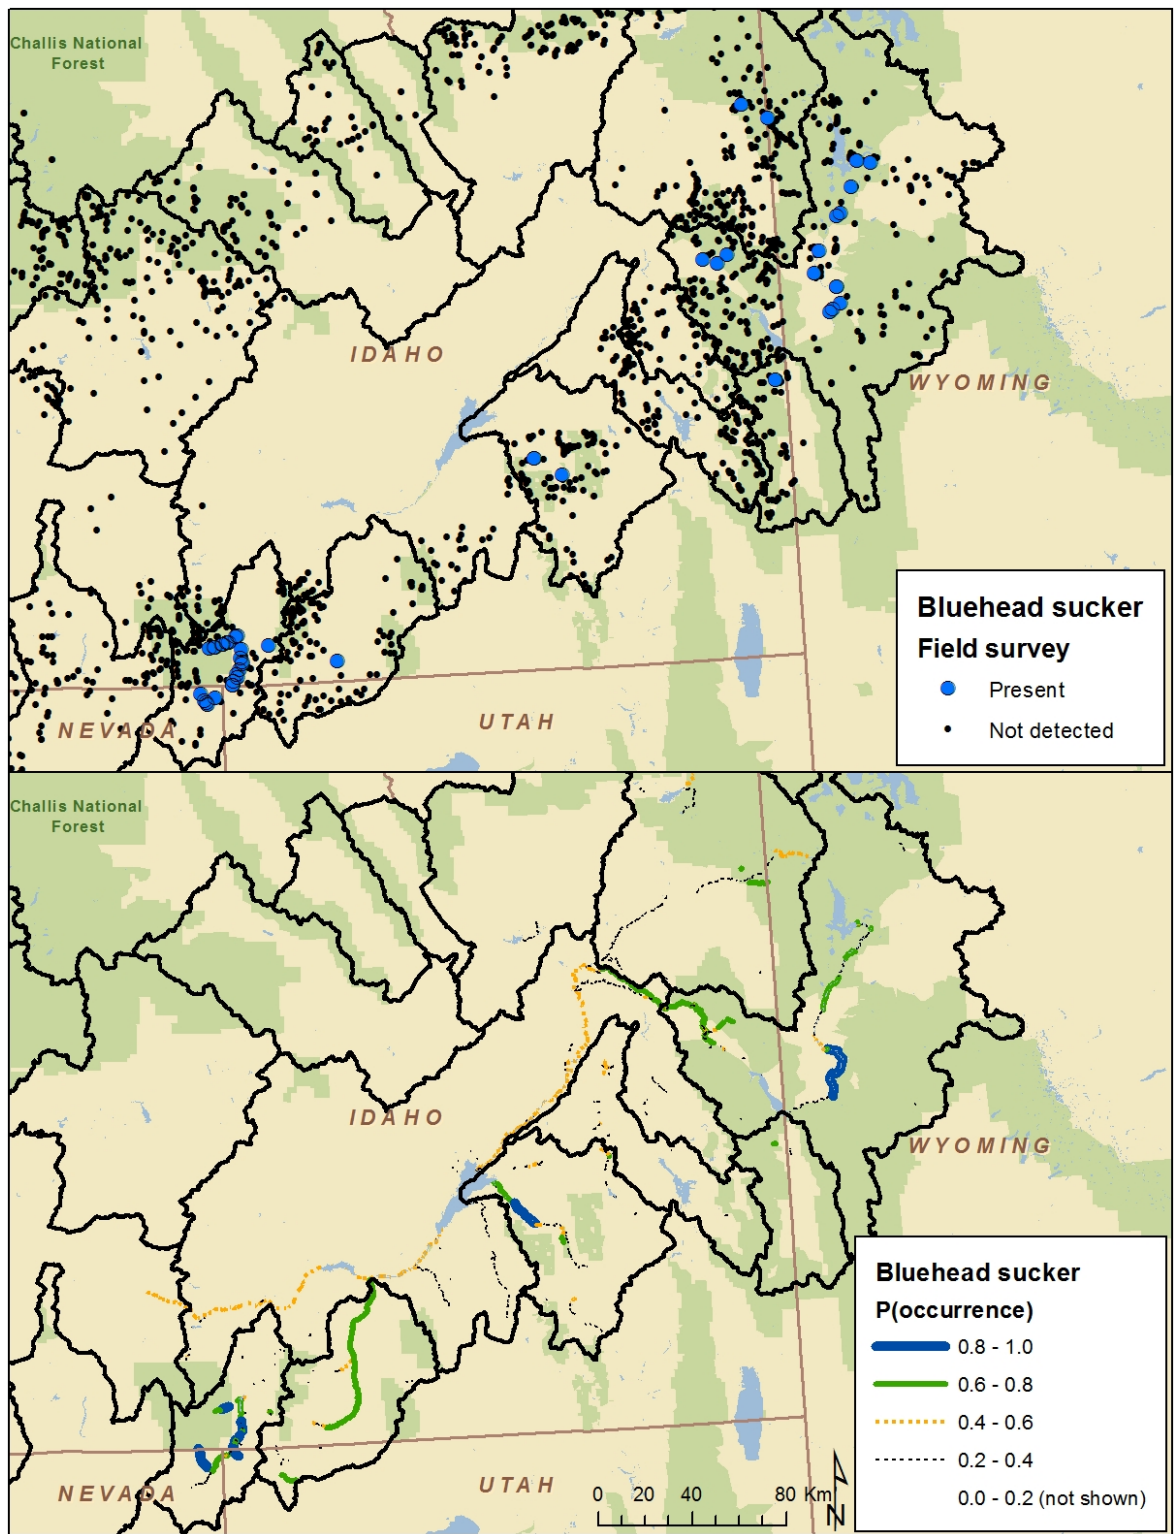 Challis National
Forest
IDAHO
WYOMING
NEVADA
UTAH
Bluehead sucker
Field survey
Present
Not detected
Challis National
Forest
IDAHO
WYOMING
NEVADA
UTAH
Bluehead sucker
P(occurrence)
0.8 - 1.0
0.6 - 0.8
0.4 - 0.6
0.2 - 0.4
0.0 - 0.2 (not shown)
0 20 40 80 Km
N